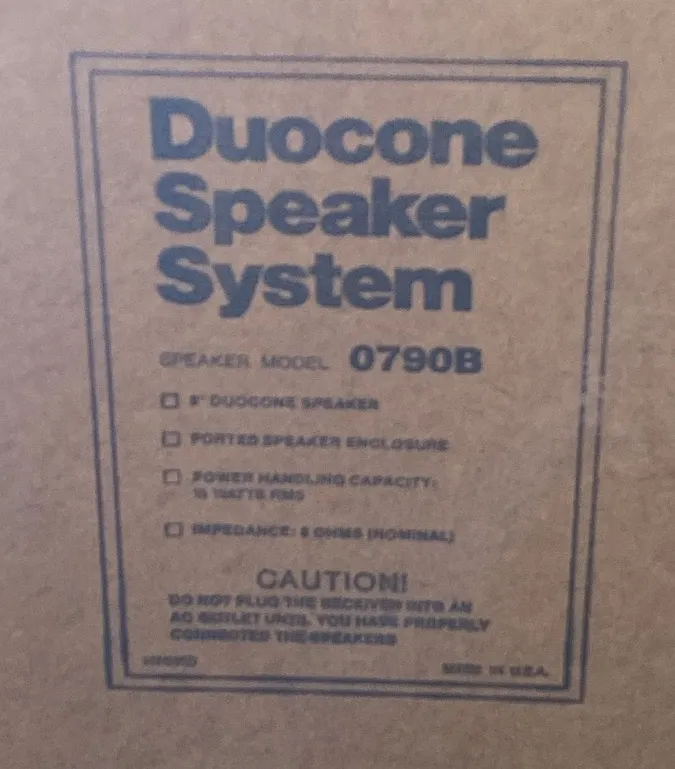 Duocone
Speaker
System
SPEAKER MODEL 0790B
DUOCONE SPEAKER
PORTED SPEAKER ENCLOSURE
POWER HANDLING CAPACITY:
WATTS RMS
IMPEDANCE: 8 OHMS (NOMINAL)
CAUTION!
DO NOT PLUG THE RECEIVER INTO AN
AC OUTLET UNTIL YOU HAVE PROPERLY
CONNECTED THE SPEAKERS
MADE IN U.S.A.